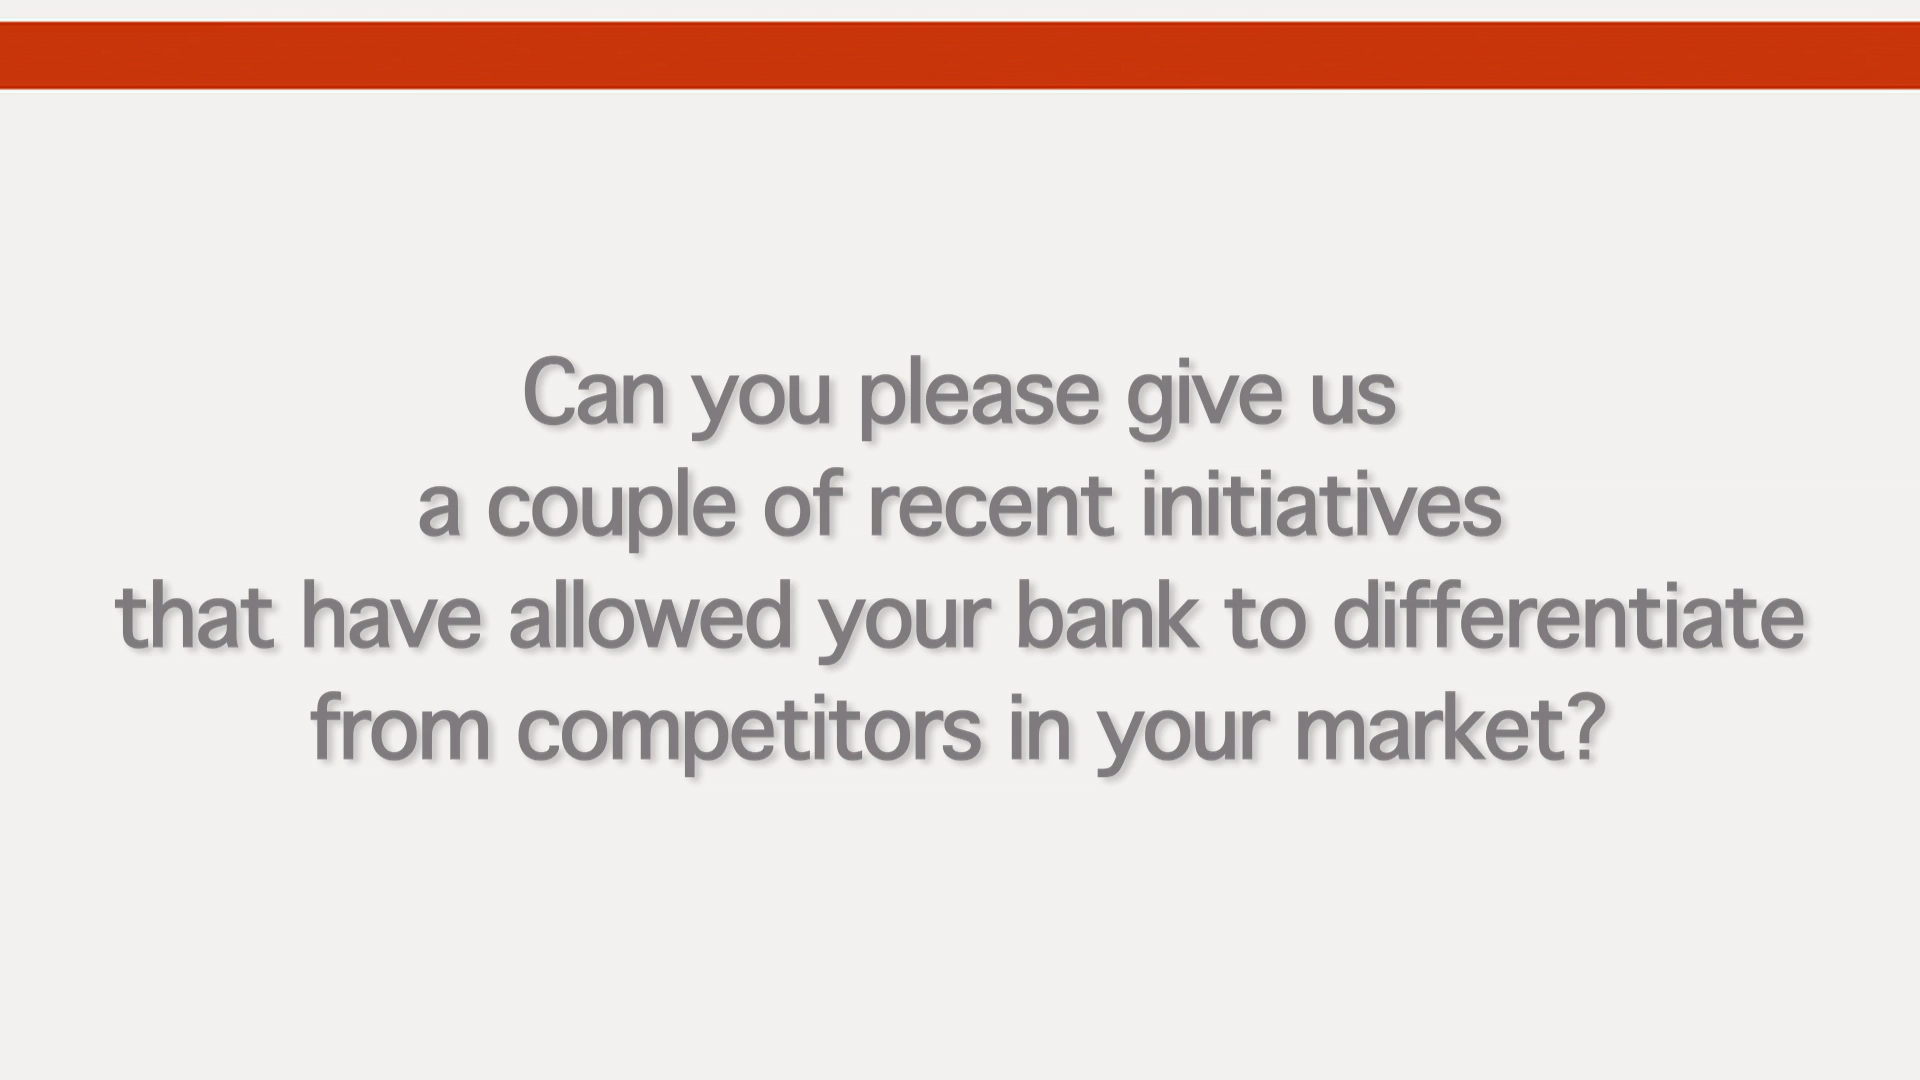 Can you please give us
a couple of recent initiatives
that have allowed your bank to differentiate
from competitors in your market?